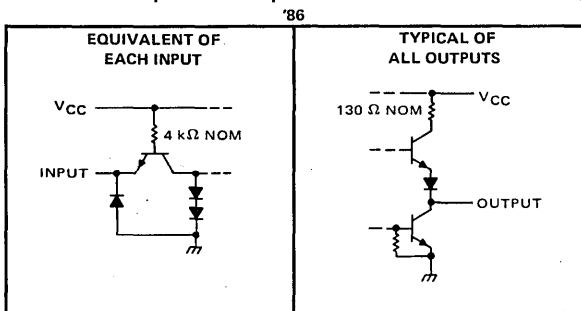 '86
EQUIVALENT OF
EACH INPUT
VCC
4 kΩ NOM
INPUT
TYPICAL OF
ALL OUTPUTS
VCC
130 Ω NOM
OUTPUT